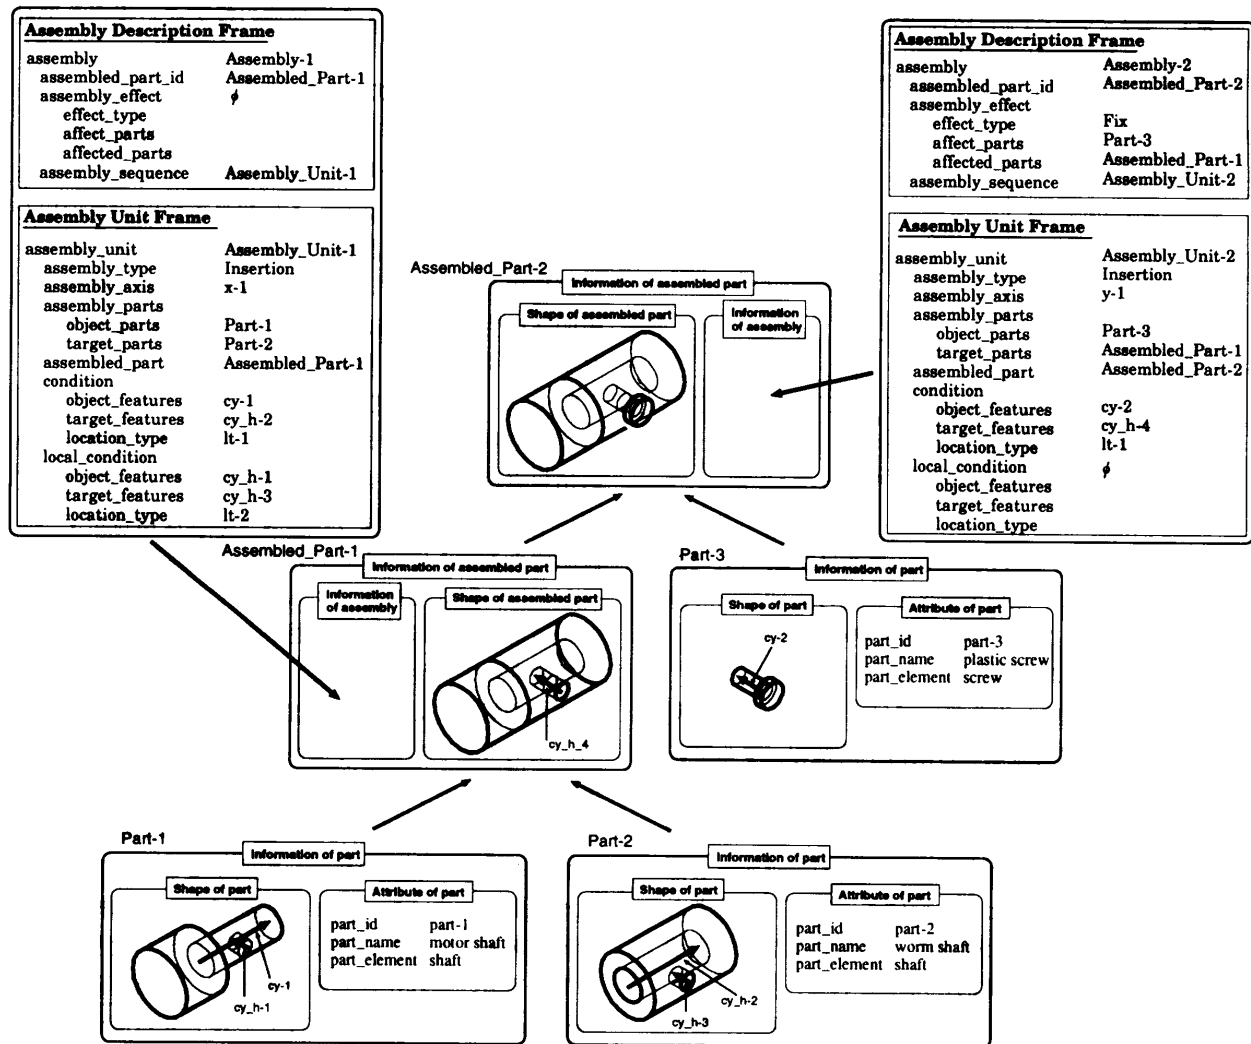 Assembly Description Frame
assembly Assembly-1
assembled_part_id Assembled_Part-1
assembly_effect ϕ
effect_type
affect_parts
affected_parts
assembly_sequence Assembly_Unit-1
Assembly Unit Frame
assembly_unit Assembly_Unit-1
assembly_type Insertion
assembly_axis x-1
assembly_parts
object_parts Part-1
target_parts Part-2
assembled_part Assembled_Part-1
condition
object_features cy-1
target_features cy_h-2
location_type lt-1
local_condition
object_features cy_h-1
target_features cy_h-3
location_type lt-2
Assembly Description Frame
assembly Assembly-2
assembled_part_id Assembled_Part-2
assembly_effect
effect_type Fix
affect_parts Part-3
affected_parts Assembled_Part-1
assembly_sequence Assembly_Unit-2
Assembly Unit Frame
assembly_unit Assembly_Unit-2
assembly_type Insertion
assembly_axis y-1
assembly_parts
object_parts Part-3
target_parts Assembled_Part-1
assembled_part Assembled_Part-2
condition
object_features cy-2
target_features cy_h-4
location_type lt-1
local_condition ϕ
object_features
target_features
location_type
Assembled_Part-2
Information of assembled part
Shape of assembled part
Information
of assembly
Assembled_Part-1
Information of assembled part
Information
of assembly
Shape of assembled part
cy_h_4
Part-3
Information of part
Shape of part
cy-2
Attribute of part
part_id part-3
part_name plastic screw
part_element screw
Part-1
Information of part
Shape of part
cy-1
cy_h-1
Attribute of part
part_id part-1
part_name motor shaft
part_element shaft
Part-2
Information of part
Shape of part
cy_h-2
cy_h-3
Attribute of part
part_id part-2
part_name worm shaft
part_element shaft